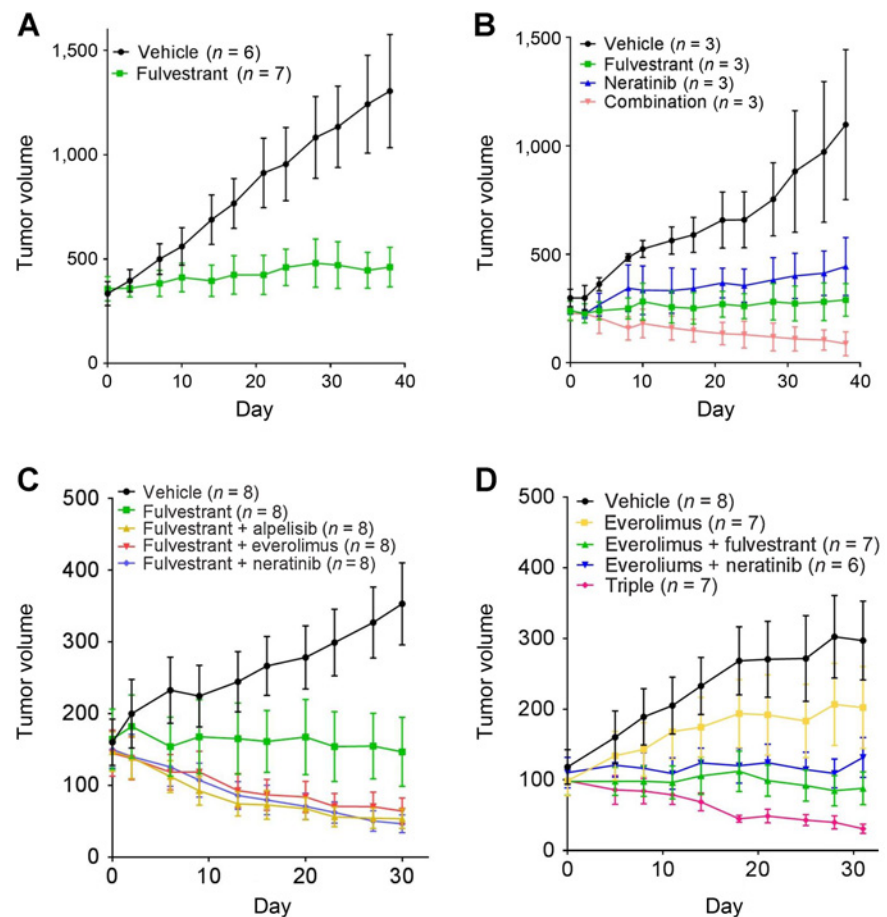 A
Vehicle (n = 6)
Fulvestrant (n = 7)
1,500
1,000
500
0
Tumor volume
0 10 20 30 40
Day
B
Vehicle (n = 3)
Fulvestrant (n = 3)
Neratinib (n = 3)
Combination (n = 3)
1,500
1,000
500
0
Tumor volume
0 10 20 30 40
Day
C
Vehicle (n = 8)
Fulvestrant (n = 8)
Fulvestrant + alpelisib (n = 8)
Fulvestrant + everolimus (n = 8)
Fulvestrant + neratinib (n = 8)
500
400
300
200
100
0
Tumor volume
0 10 20 30
Day
D
Vehicle (n = 8)
Everolimus (n = 7)
Everolimus + fulvestrant (n = 7)
Everoliums + neratinib (n = 6)
Triple (n = 7)
500
400
300
200
100
0
Tumor volume
0 10 20 30
Day